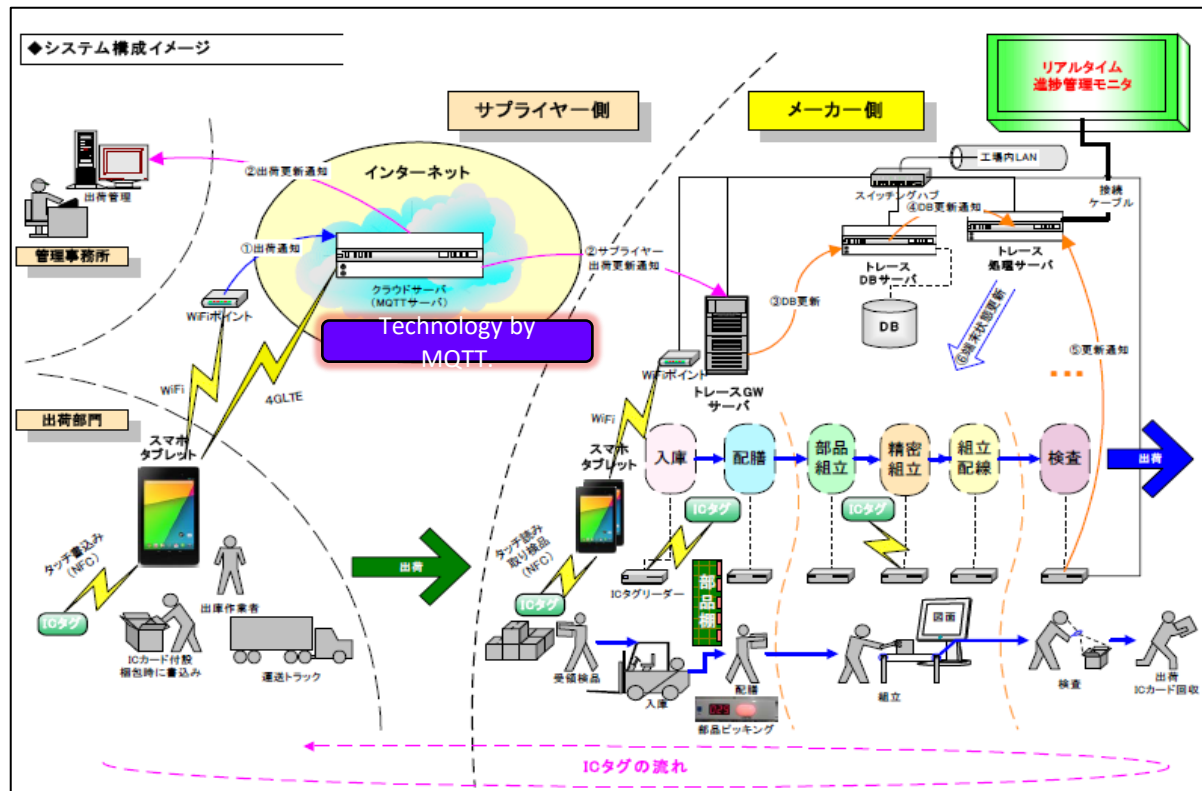 ◆システム構成イメージ
リアルタイム
進捗管理モニタ
サプライヤー側
メーカー側
工場内LAN
スイッチングハブ
接続
ケーブル
②出荷更新通知
インターネット
出荷管理
管理事務所
①出荷通知
クラウドサーバ
(MQTTサーバ)
Technology by
MQTT.
WiFiポイント
②サプライヤー
出荷更新通知
④DB更新通知
トレース
DBサーバ
トレース
処理サーバ
③DB更新
DB
⑥端末状態更新
⑤更新通知
WiFiポイント
トレースGW
サーバ
WiFi
4GLTE
WiFi
出荷部門
スマホ
タブレット
スマホ
タブレット
入庫
配膳
部品
組立
精密
組立
組立
配線
検査
出荷
ICタグ
ICタグ
タッチ書込み
(NFC)
ICタグ
出庫作業者
ICカード付設
梱包時に書込み
運送トラック
出荷
タッチ読み
取り検品
(NFC)
ICタグ
ICタグリーダー
部品棚
図面
受領検品
入庫
配膳
部品ピッキング
組立
検査
出荷
ICカード回収
ICタグの流れ